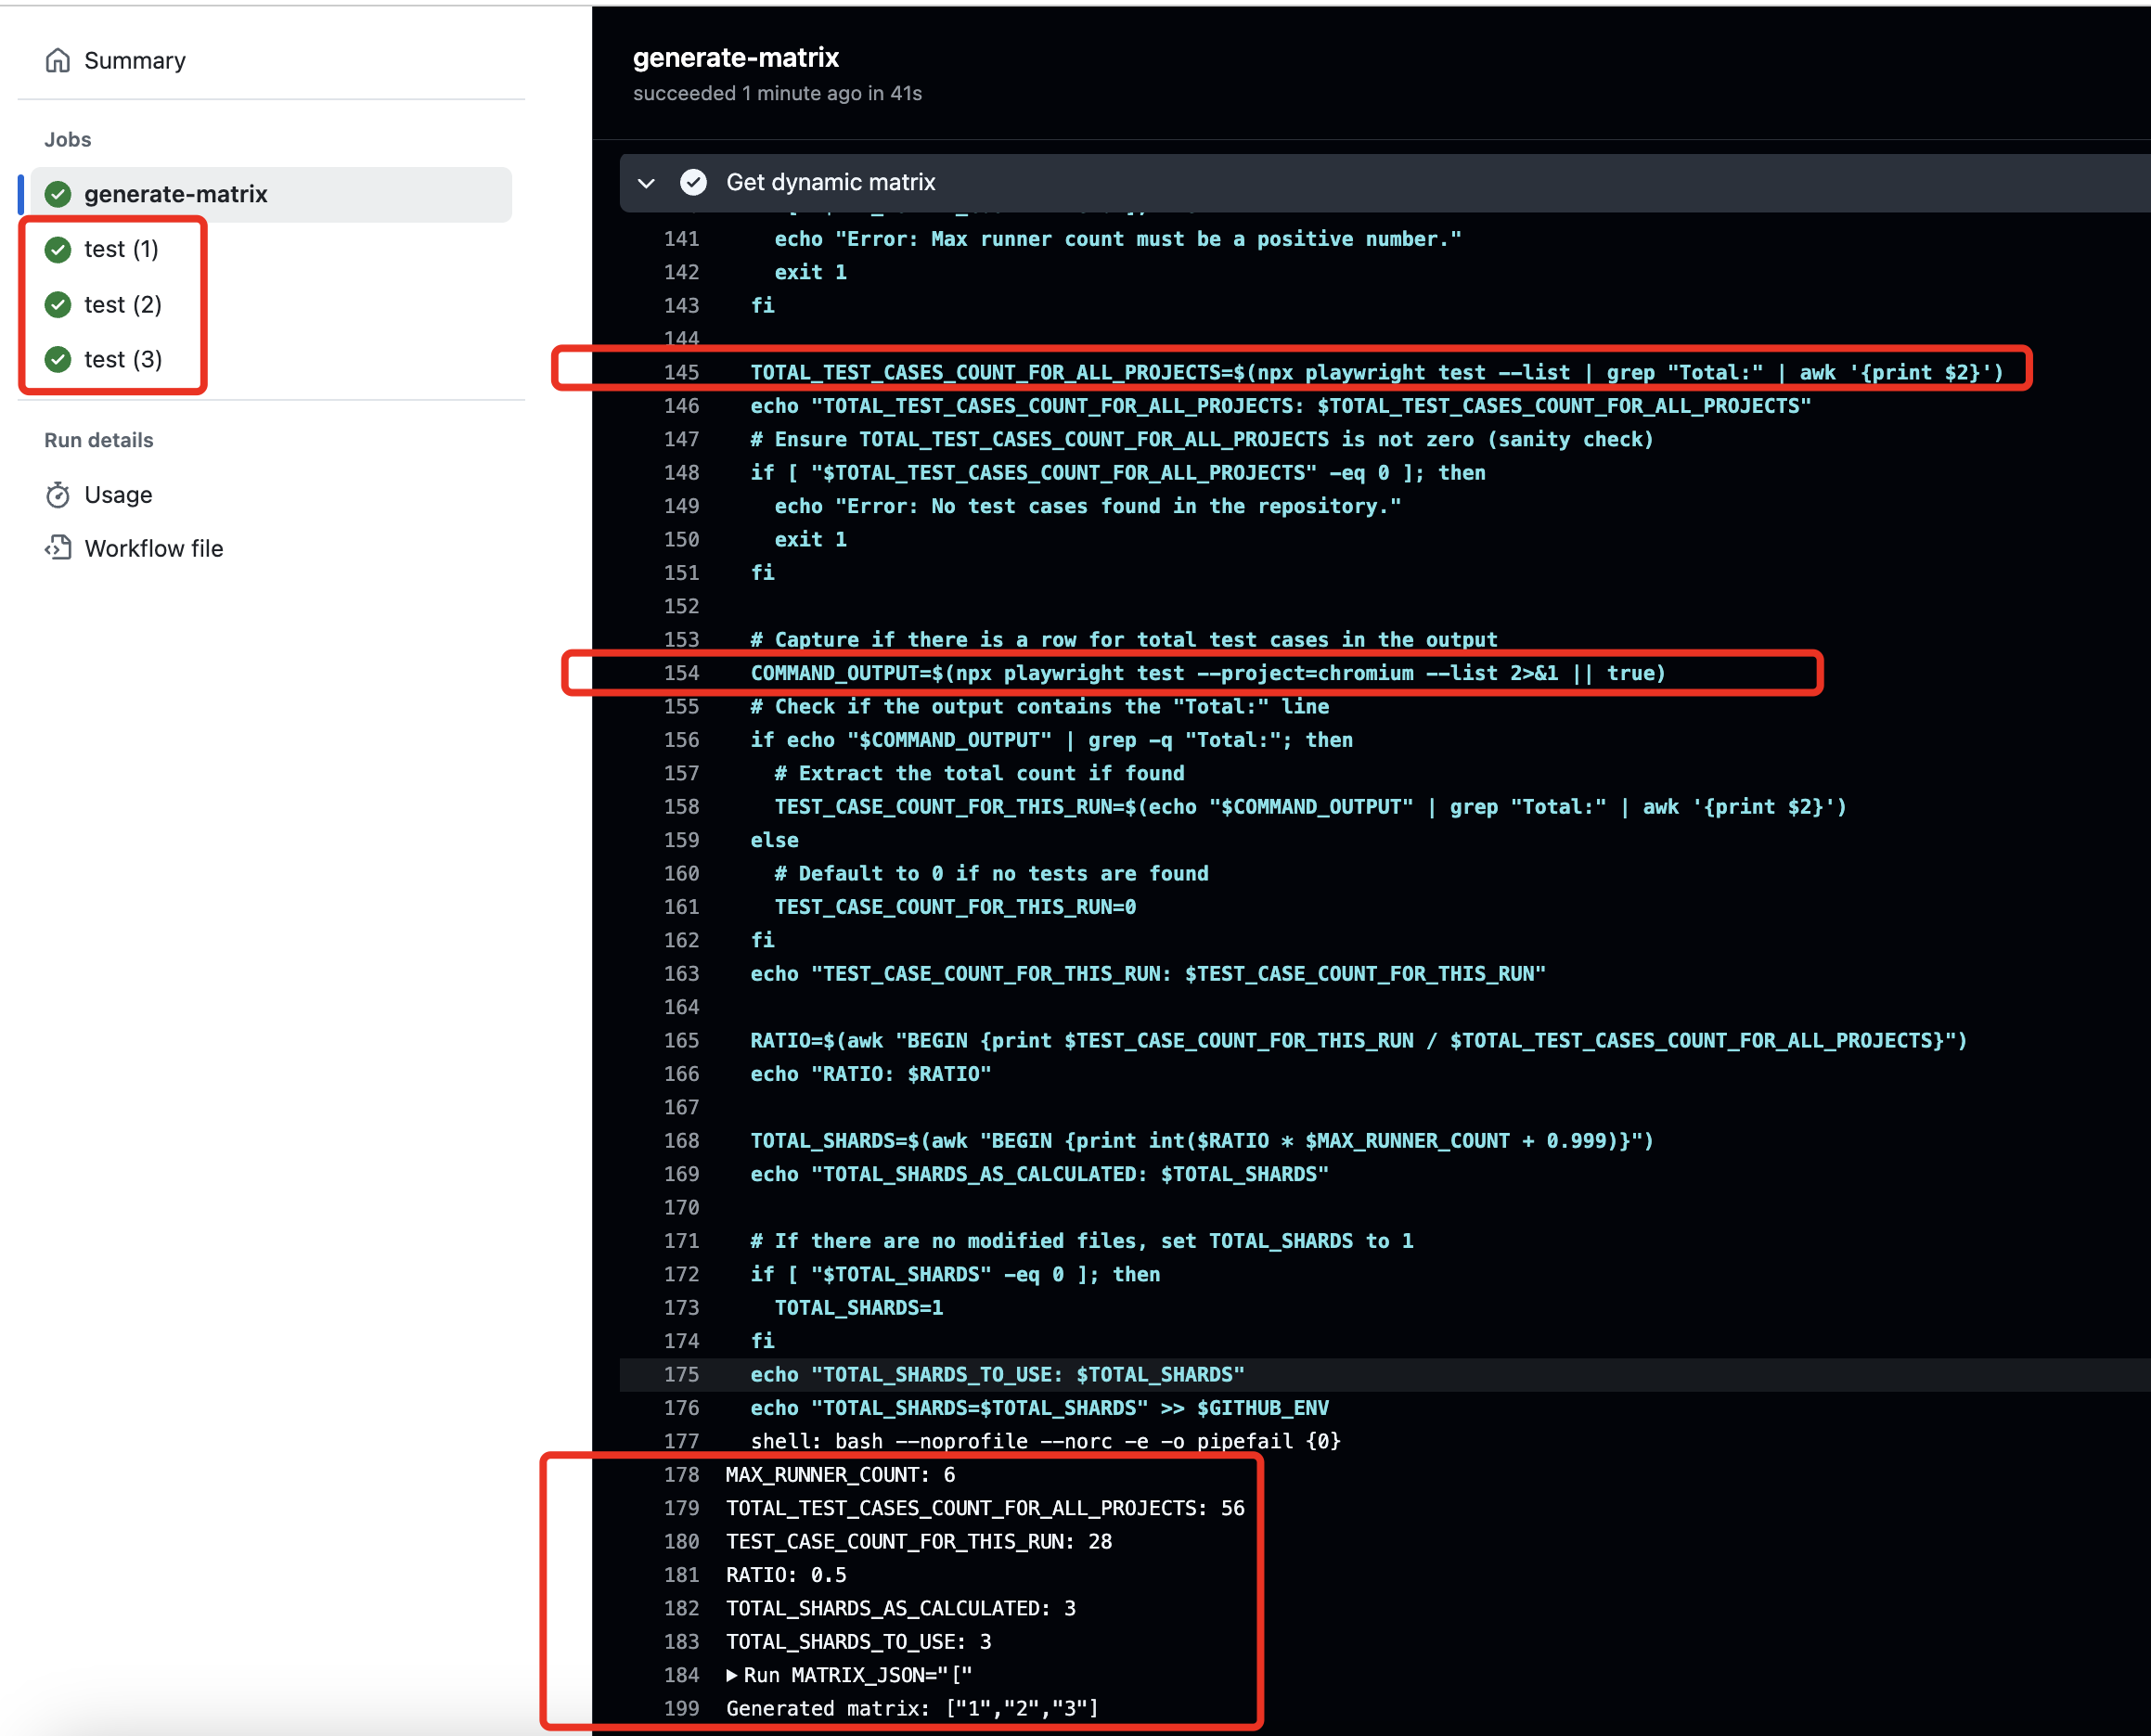 Summary
Jobs
generate-matrix
test (1)
test (2)
test (3)
Run details
Usage
Workflow file
generate-matrix
succeeded 1 minute ago in 41s
Get dynamic matrix
141 echo "Error: Max runner count must be a positive number."
142 exit 1
143 fi
144
145 TOTAL_TEST_CASES_COUNT_FOR_ALL_PROJECTS=$(npx playwright test --list | grep "Total:" | awk '{print $2}')
146 echo "TOTAL_TEST_CASES_COUNT_FOR_ALL_PROJECTS: $TOTAL_TEST_CASES_COUNT_FOR_ALL_PROJECTS"
147 # Ensure TOTAL_TEST_CASES_COUNT_FOR_ALL_PROJECTS is not zero (sanity check)
148 if [ "$TOTAL_TEST_CASES_COUNT_FOR_ALL_PROJECTS" -eq 0 ]; then
149 echo "Error: No test cases found in the repository."
150 exit 1
151 fi
152
153 # Capture if there is a row for total test cases in the output
154 COMMAND_OUTPUT=$(npx playwright test --project=chromium --list 2>&1 || true)
155 # Check if the output contains the "Total:" line
156 if echo "$COMMAND_OUTPUT" | grep -q "Total:"; then
157 # Extract the total count if found
158 TEST_CASE_COUNT_FOR_THIS_RUN=$(echo "$COMMAND_OUTPUT" | grep "Total:" | awk '{print $2}')
159 else
160 # Default to 0 if no tests are found
161 TEST_CASE_COUNT_FOR_THIS_RUN=0
162 fi
163 echo "TEST_CASE_COUNT_FOR_THIS_RUN: $TEST_CASE_COUNT_FOR_THIS_RUN"
164
165 RATIO=$(awk "BEGIN {print $TEST_CASE_COUNT_FOR_THIS_RUN / $TOTAL_TEST_CASES_COUNT_FOR_ALL_PROJECTS}")
166 echo "RATIO: $RATIO"
167
168 TOTAL_SHARDS=$(awk "BEGIN {print int($RATIO * $MAX_RUNNER_COUNT + 0.999)}")
169 echo "TOTAL_SHARDS_AS_CALCULATED: $TOTAL_SHARDS"
170
171 # If there are no modified files, set TOTAL_SHARDS to 1
172 if [ "$TOTAL_SHARDS" -eq 0 ]; then
173 TOTAL_SHARDS=1
174 fi
175 echo "TOTAL_SHARDS_TO_USE: $TOTAL_SHARDS"
176 echo "TOTAL_SHARDS=$TOTAL_SHARDS" >> $GITHUB_ENV
177 shell: bash --noprofile --norc -e -o pipefail {0}
178 MAX_RUNNER_COUNT: 6
179 TOTAL_TEST_CASES_COUNT_FOR_ALL_PROJECTS: 56
180 TEST_CASE_COUNT_FOR_THIS_RUN: 28
181 RATIO: 0.5
182 TOTAL_SHARDS_AS_CALCULATED: 3
183 TOTAL_SHARDS_TO_USE: 3
184 Run MATRIX_JSON="["
199 Generated matrix: ["1","2","3"]